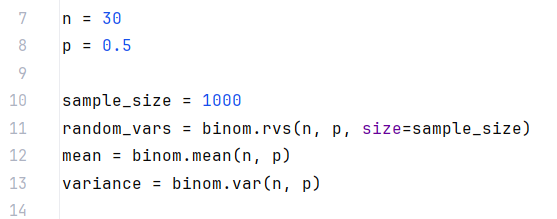 7 n = 30
8 p = 0.5
9
10 sample_size = 1000
11 random_vars = binom.rvs(n, p, size=sample_size)
12 mean = binom.mean(n, p)
13 variance = binom.var(n, p)
14